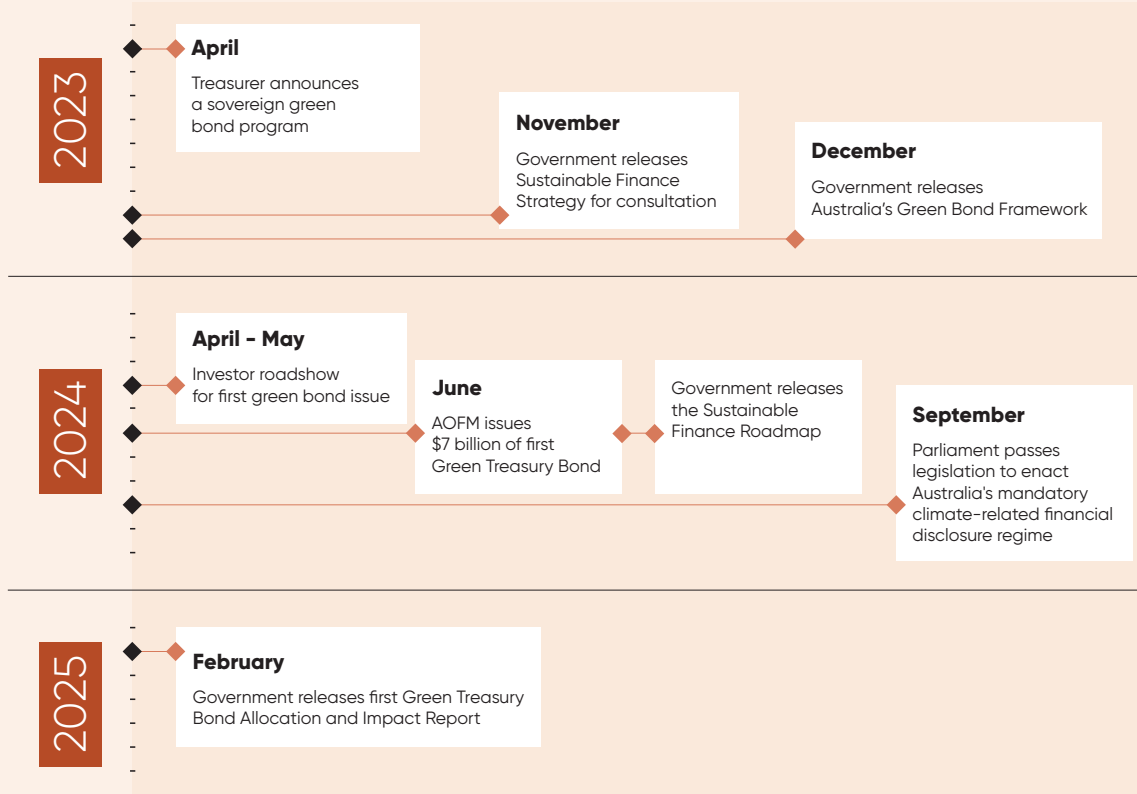 2023
April
Treasurer announces
a sovereign green
bond program
November
Government releases
Sustainable Finance
Strategy for consultation
December
Government releases
Australia’s Green Bond Framework
2024
April - May
Investor roadshow
for first green bond issue
June
AOFM issues
$7 billion of first
Green Treasury Bond
Government releases
the Sustainable
Finance Roadmap
September
Parliament passes
legislation to enact
Australia's mandatory
climate-related financial
disclosure regime
2025
February
Government releases first Green Treasury
Bond Allocation and Impact Report